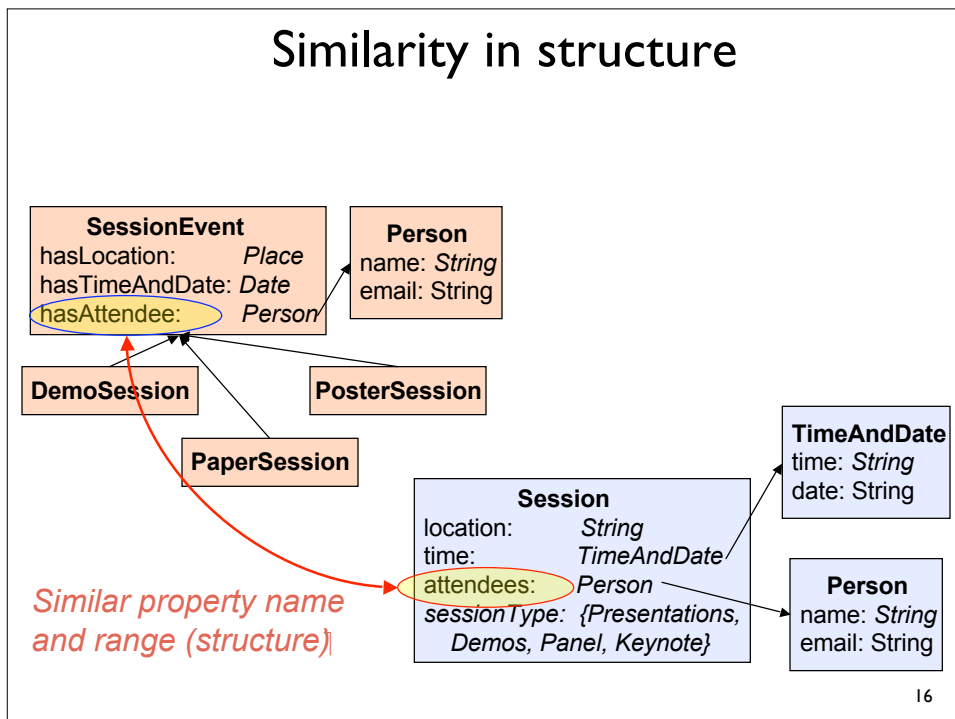 Similarity in structure
SessionEvent
hasLocation: Place
hasTimeAndDate: Date
hasAttendee: Person
Person
name: String
email: String
DemoSession
PosterSession
PaperSession
TimeAndDate
time: String
date: String
Session
location: String
time: TimeAndDate
attendees: Person
sessionType: {Presentations,
Demos, Panel, Keynote}
Person
name: String
email: String
Similar property name
and range (structure)
16